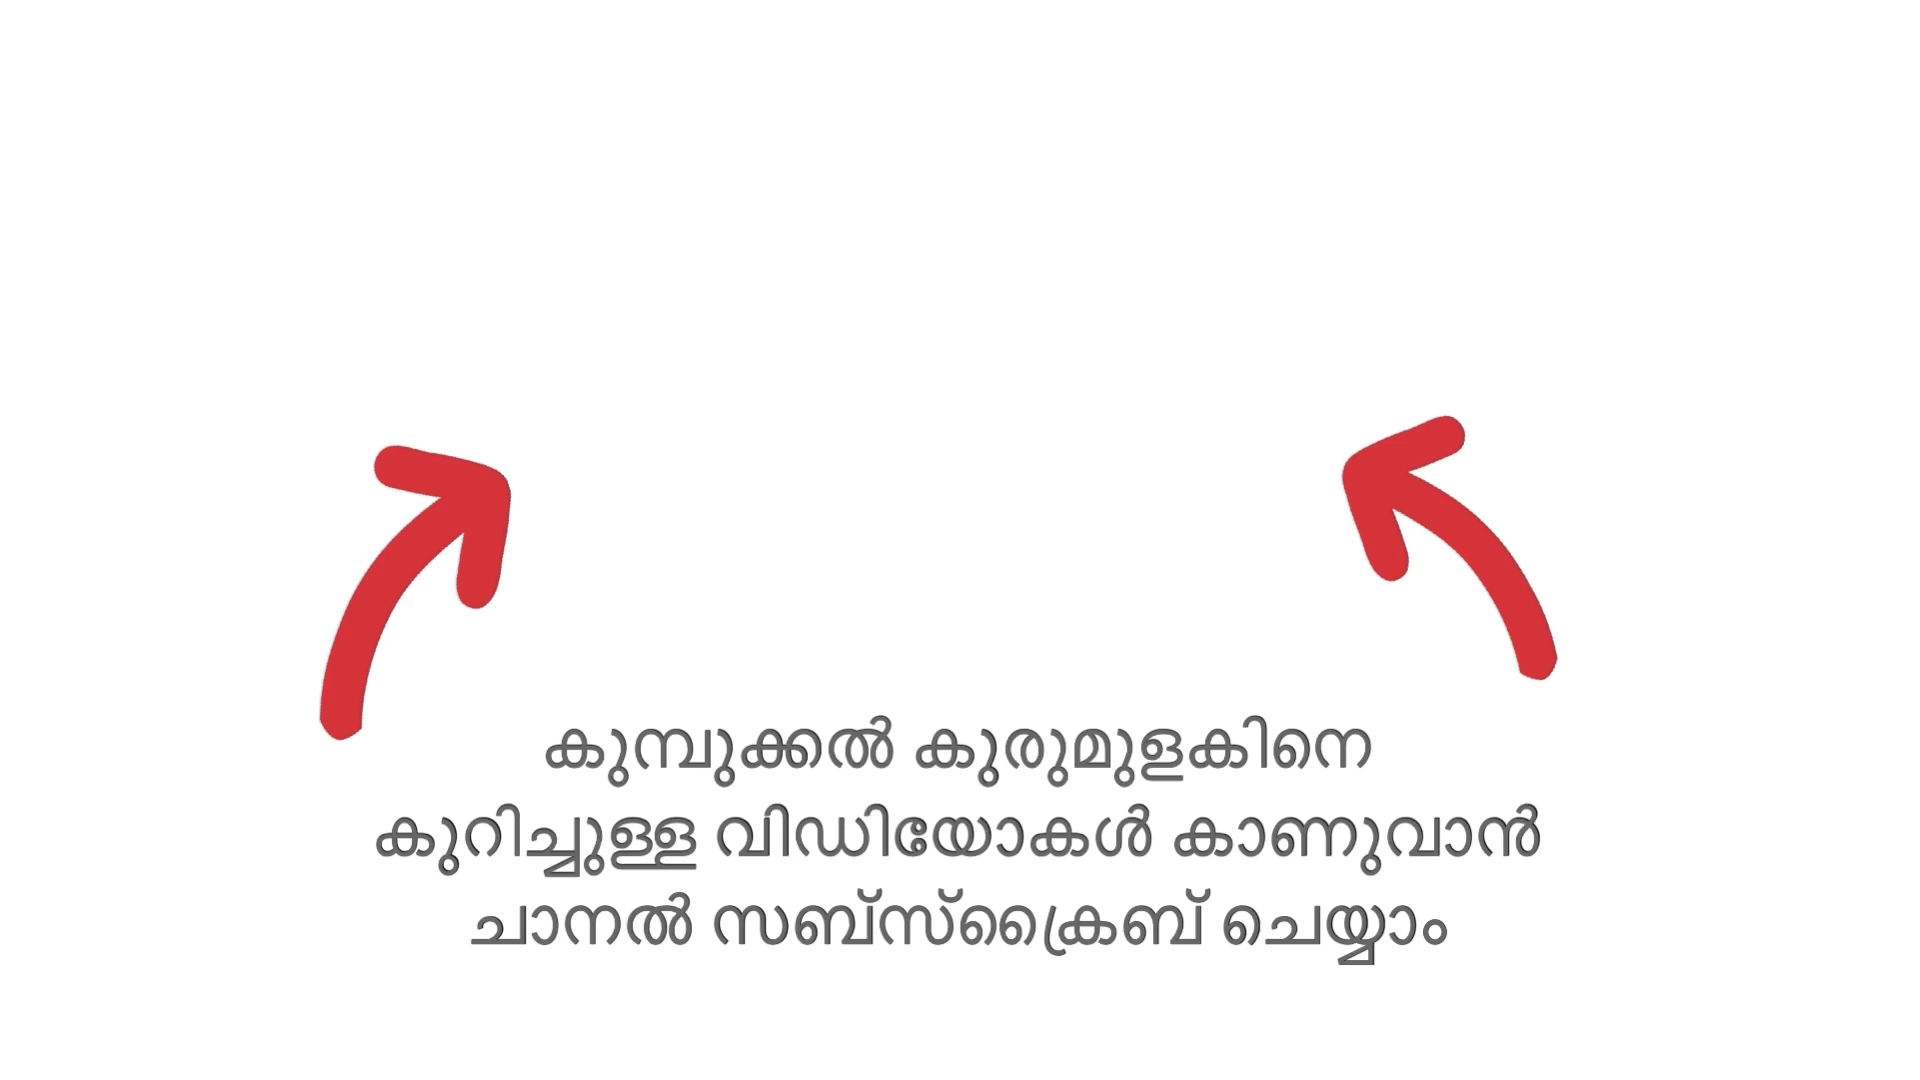 കുമ്പുക്കൽ കുരുമുളകിനെ
കുറിച്ചുള്ള വിഡിയോകൾ കാണുവാൻ
ചാനൽ സബ്സ്ക്രൈബ് ചെയ്യാം